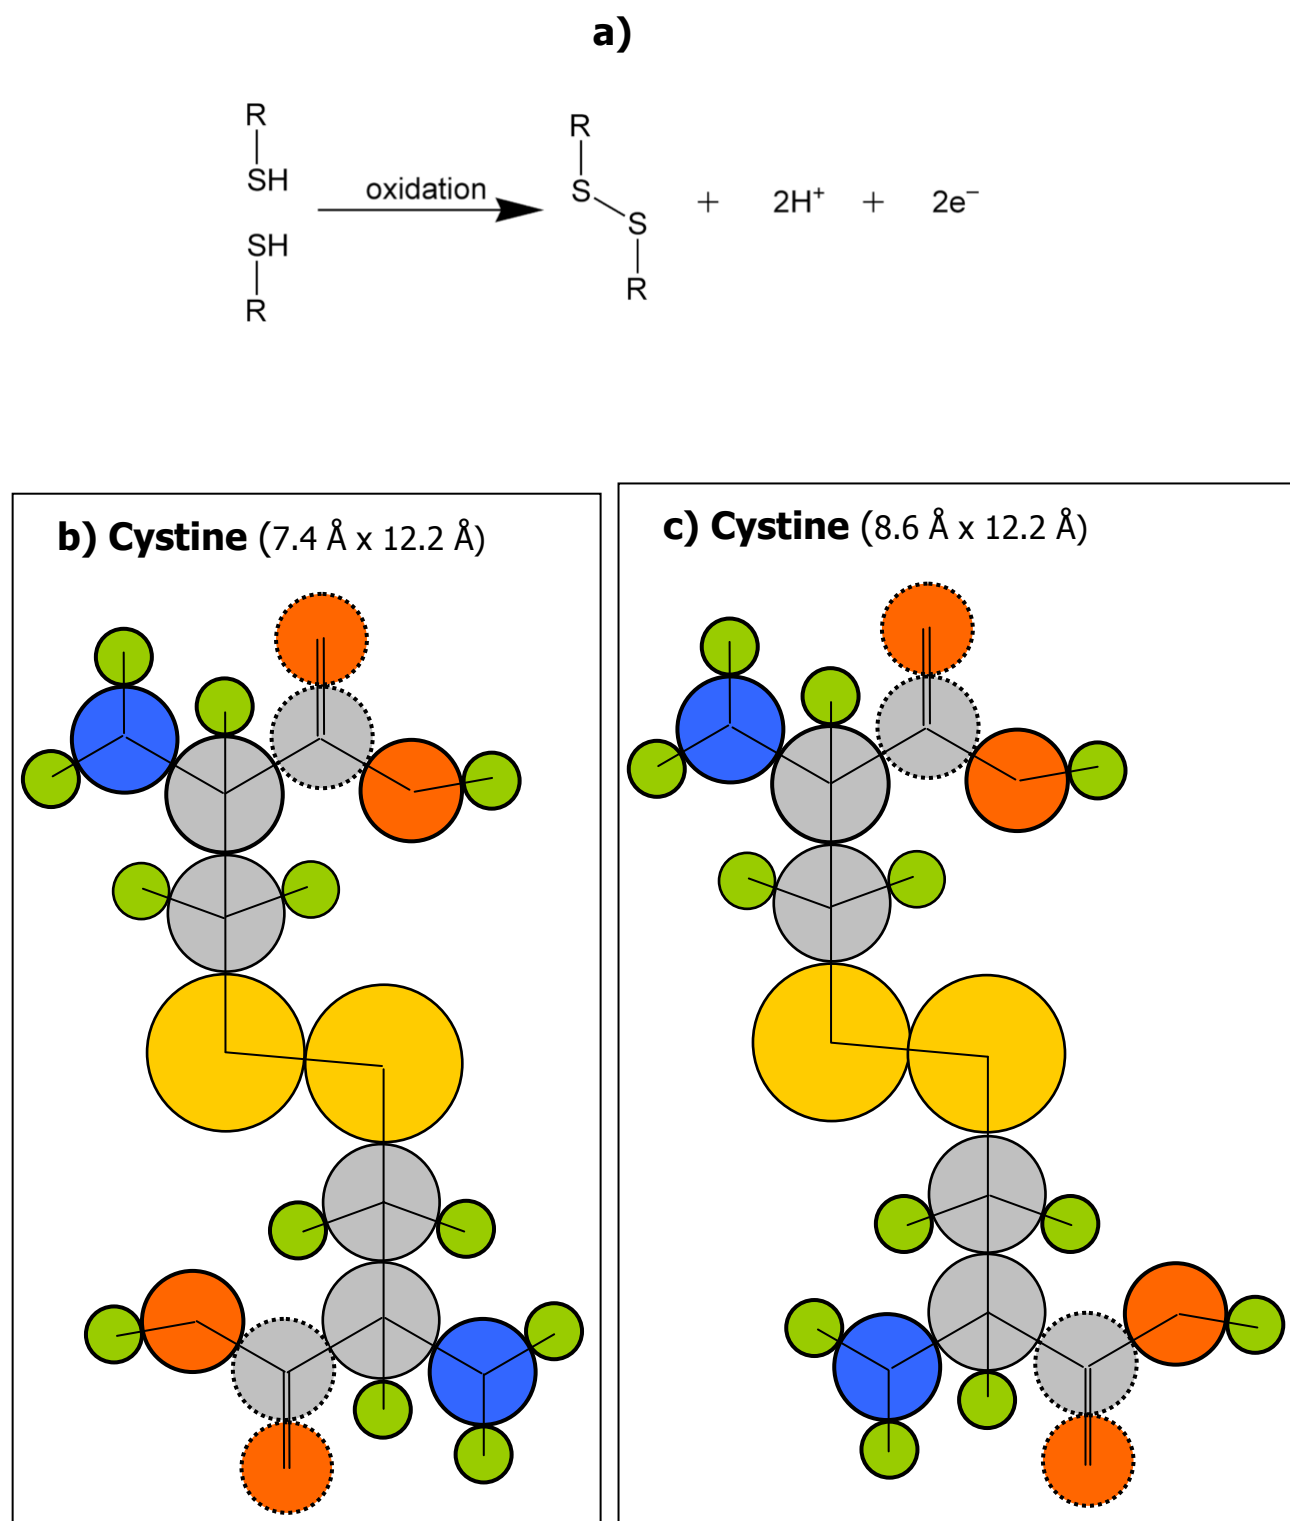 a)
R
SH
SH
R
oxidation
R
S
S
R
+ 2H⁺ + 2e⁻
b) Cystine (7.4 Å x 12.2 Å)
c) Cystine (8.6 Å x 12.2 Å)